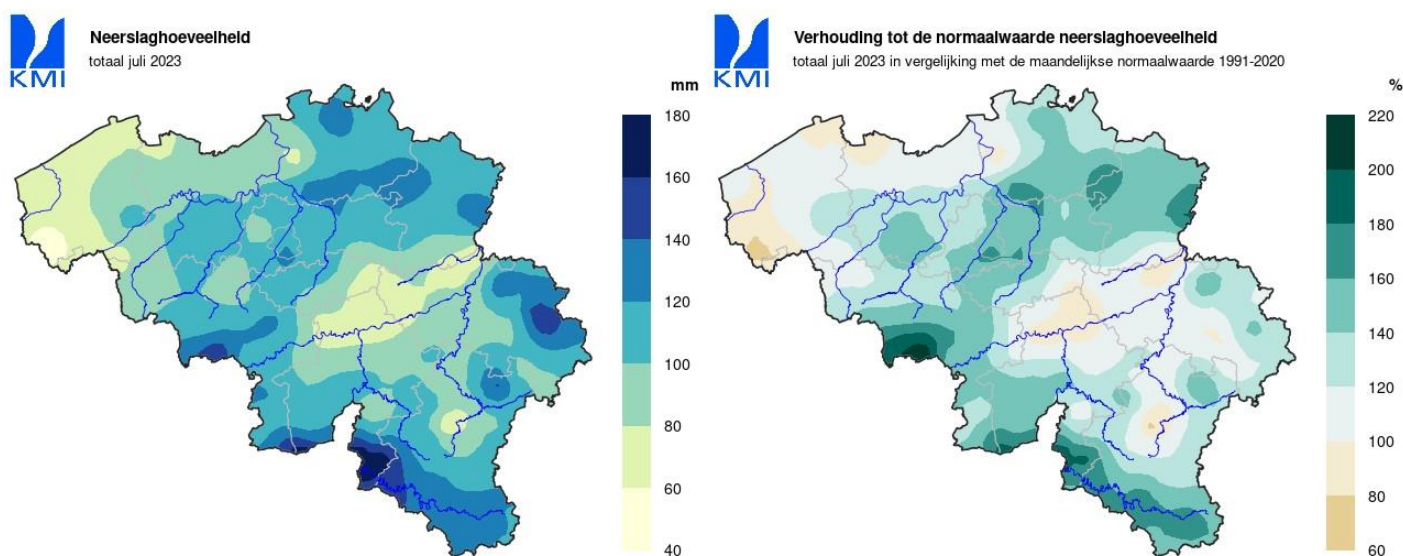 KMI
Neerslaghoeveelheid
totaal juli 2023
mm
180
160
140
120
100
80
60
40
KMI
Verhouding tot de normaalwaarde neerslaghoeveelheid
totaal juli 2023 in vergelijking met de maandelijkse normaalwaarde 1991-2020
%
220
200
180
160
140
120
100
80
60